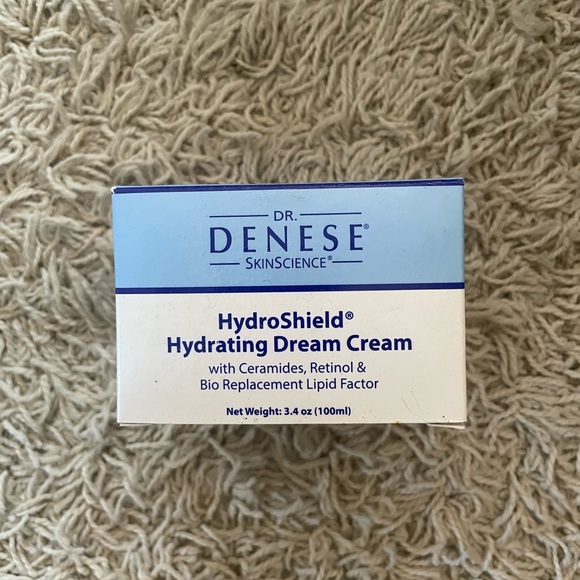 DR.
DENESE®
SKINSCIENCE®
HydroShield®
Hydrating Dream Cream
with Ceramides, Retinol &
Bio Replacement Lipid Factor
Net Weight: 3.4 oz (100ml)